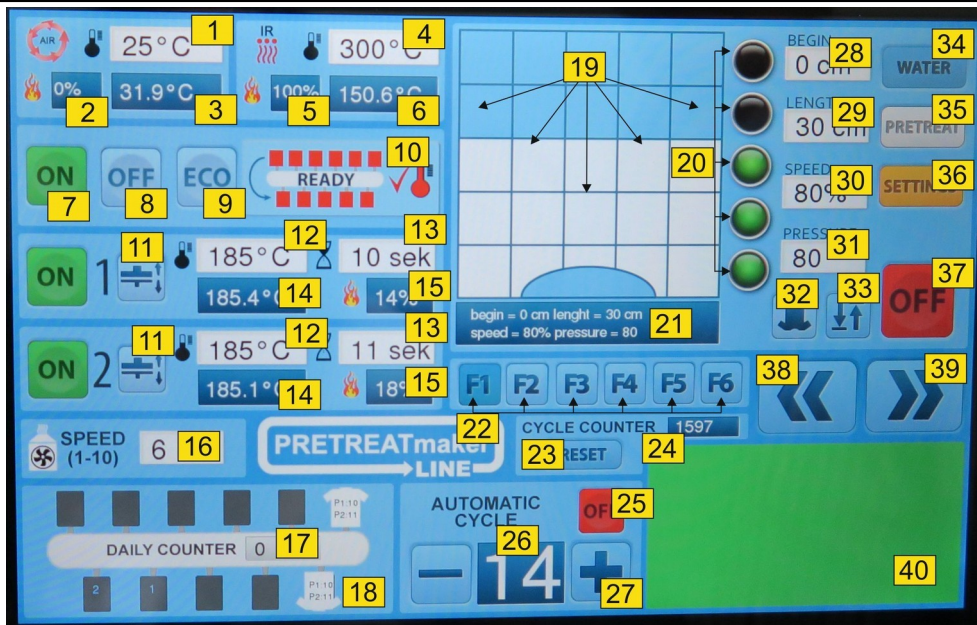 AIR
1
25°C
2
0%
31.9°C
3
IR
4
300°C
5
100%
150.6°C
6
ON
7
OFF
8
ECO
9
READY
10
ON
1
11
12
185°C
13
10 sek
185.4°C
14
14%
15
ON
2
11
12
185°C
13
11 sek
185.1°C
14
18%
15
SPEED
(1-10)
6
16
PRETREATmaker
LINE
P1:10
P2:11
DAILY COUNTER 0
17
2
1
P1:10
P2:11
18
19
20
begin = 0 cm lenght = 30 cm
speed = 80% pressure = 80
21
F1 F2 F3 F4 F5 F6
22
CYCLE COUNTER 1597
23
RESET
24
AUTOMATIC
CYCLE
OFF
25
26
14
27
BEGIN
0 cm
28
LENGTH
30 cm
29
SPEED
80%
30
PRESSURE
80
31
32
33
WATER
34
PRETREAT
35
SETTINGS
36
OFF
37
38
39
40